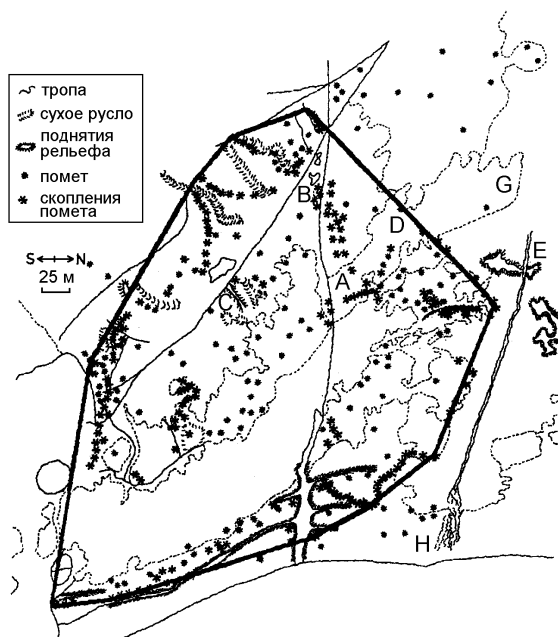 тропа
сухое русло
поднятия
рельефа
помет
скопления
помета
S N
25 м
G
B
D
E
A
C
H